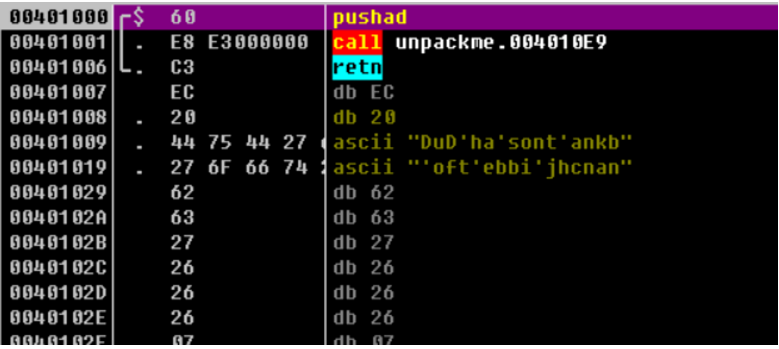 00401000 $ 60 pushad
00401001 . E8 E3000000 call unpackme.004010E9
00401006 . C3 retn
00401007 EC db EC
00401008 . 20 db 20
00401009 . 44 75 44 27 ascii "DuD'ha'sont'ankb"
00401019 . 27 6F 66 74 ascii "'oft'ebbi'jhcnan"
00401029 62 db 62
0040102A 63 db 63
0040102B 27 db 27
0040102C 26 db 26
0040102D 26 db 26
0040102E 26 db 26
0040102F 07 db 07